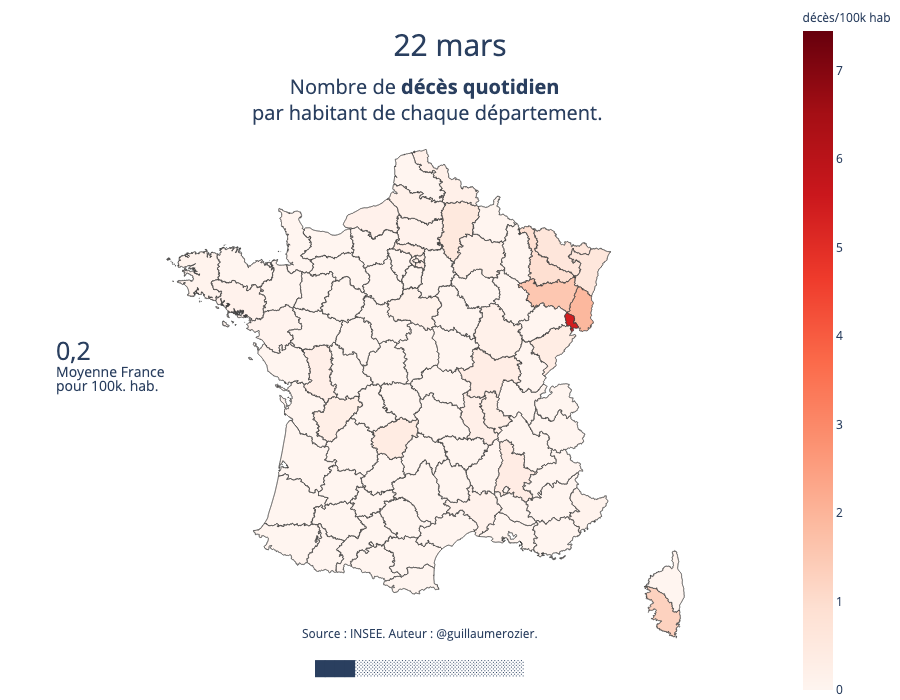 décès/100k hab
22 mars
Nombre de décès quotidien
par habitant de chaque département.
7
6
5
4
3
2
1
0
0,2
Moyenne France
pour 100k. hab.
Source : INSEE. Auteur : @guillaumerozier.